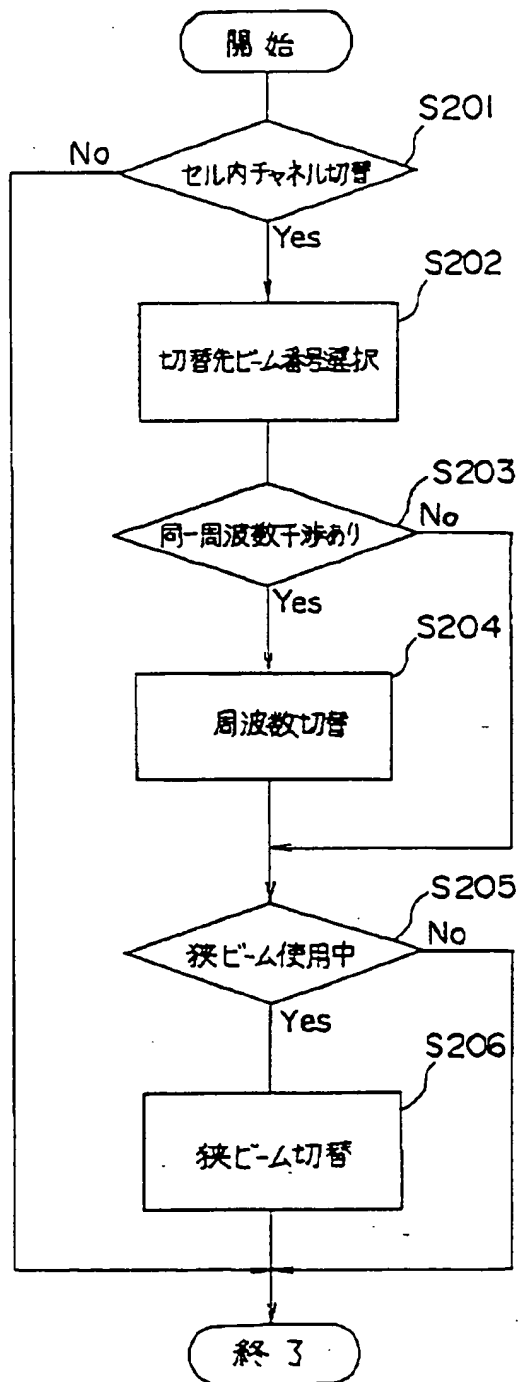 開始
S201
No
セル内チャネル切替
Yes
S202
切替先ビーム番号選択
S203
同一周波数干渉あり
No
Yes
S204
周波数切替
S205
狭ビーム使用中
No
Yes
S206
狭ビーム切替
終了